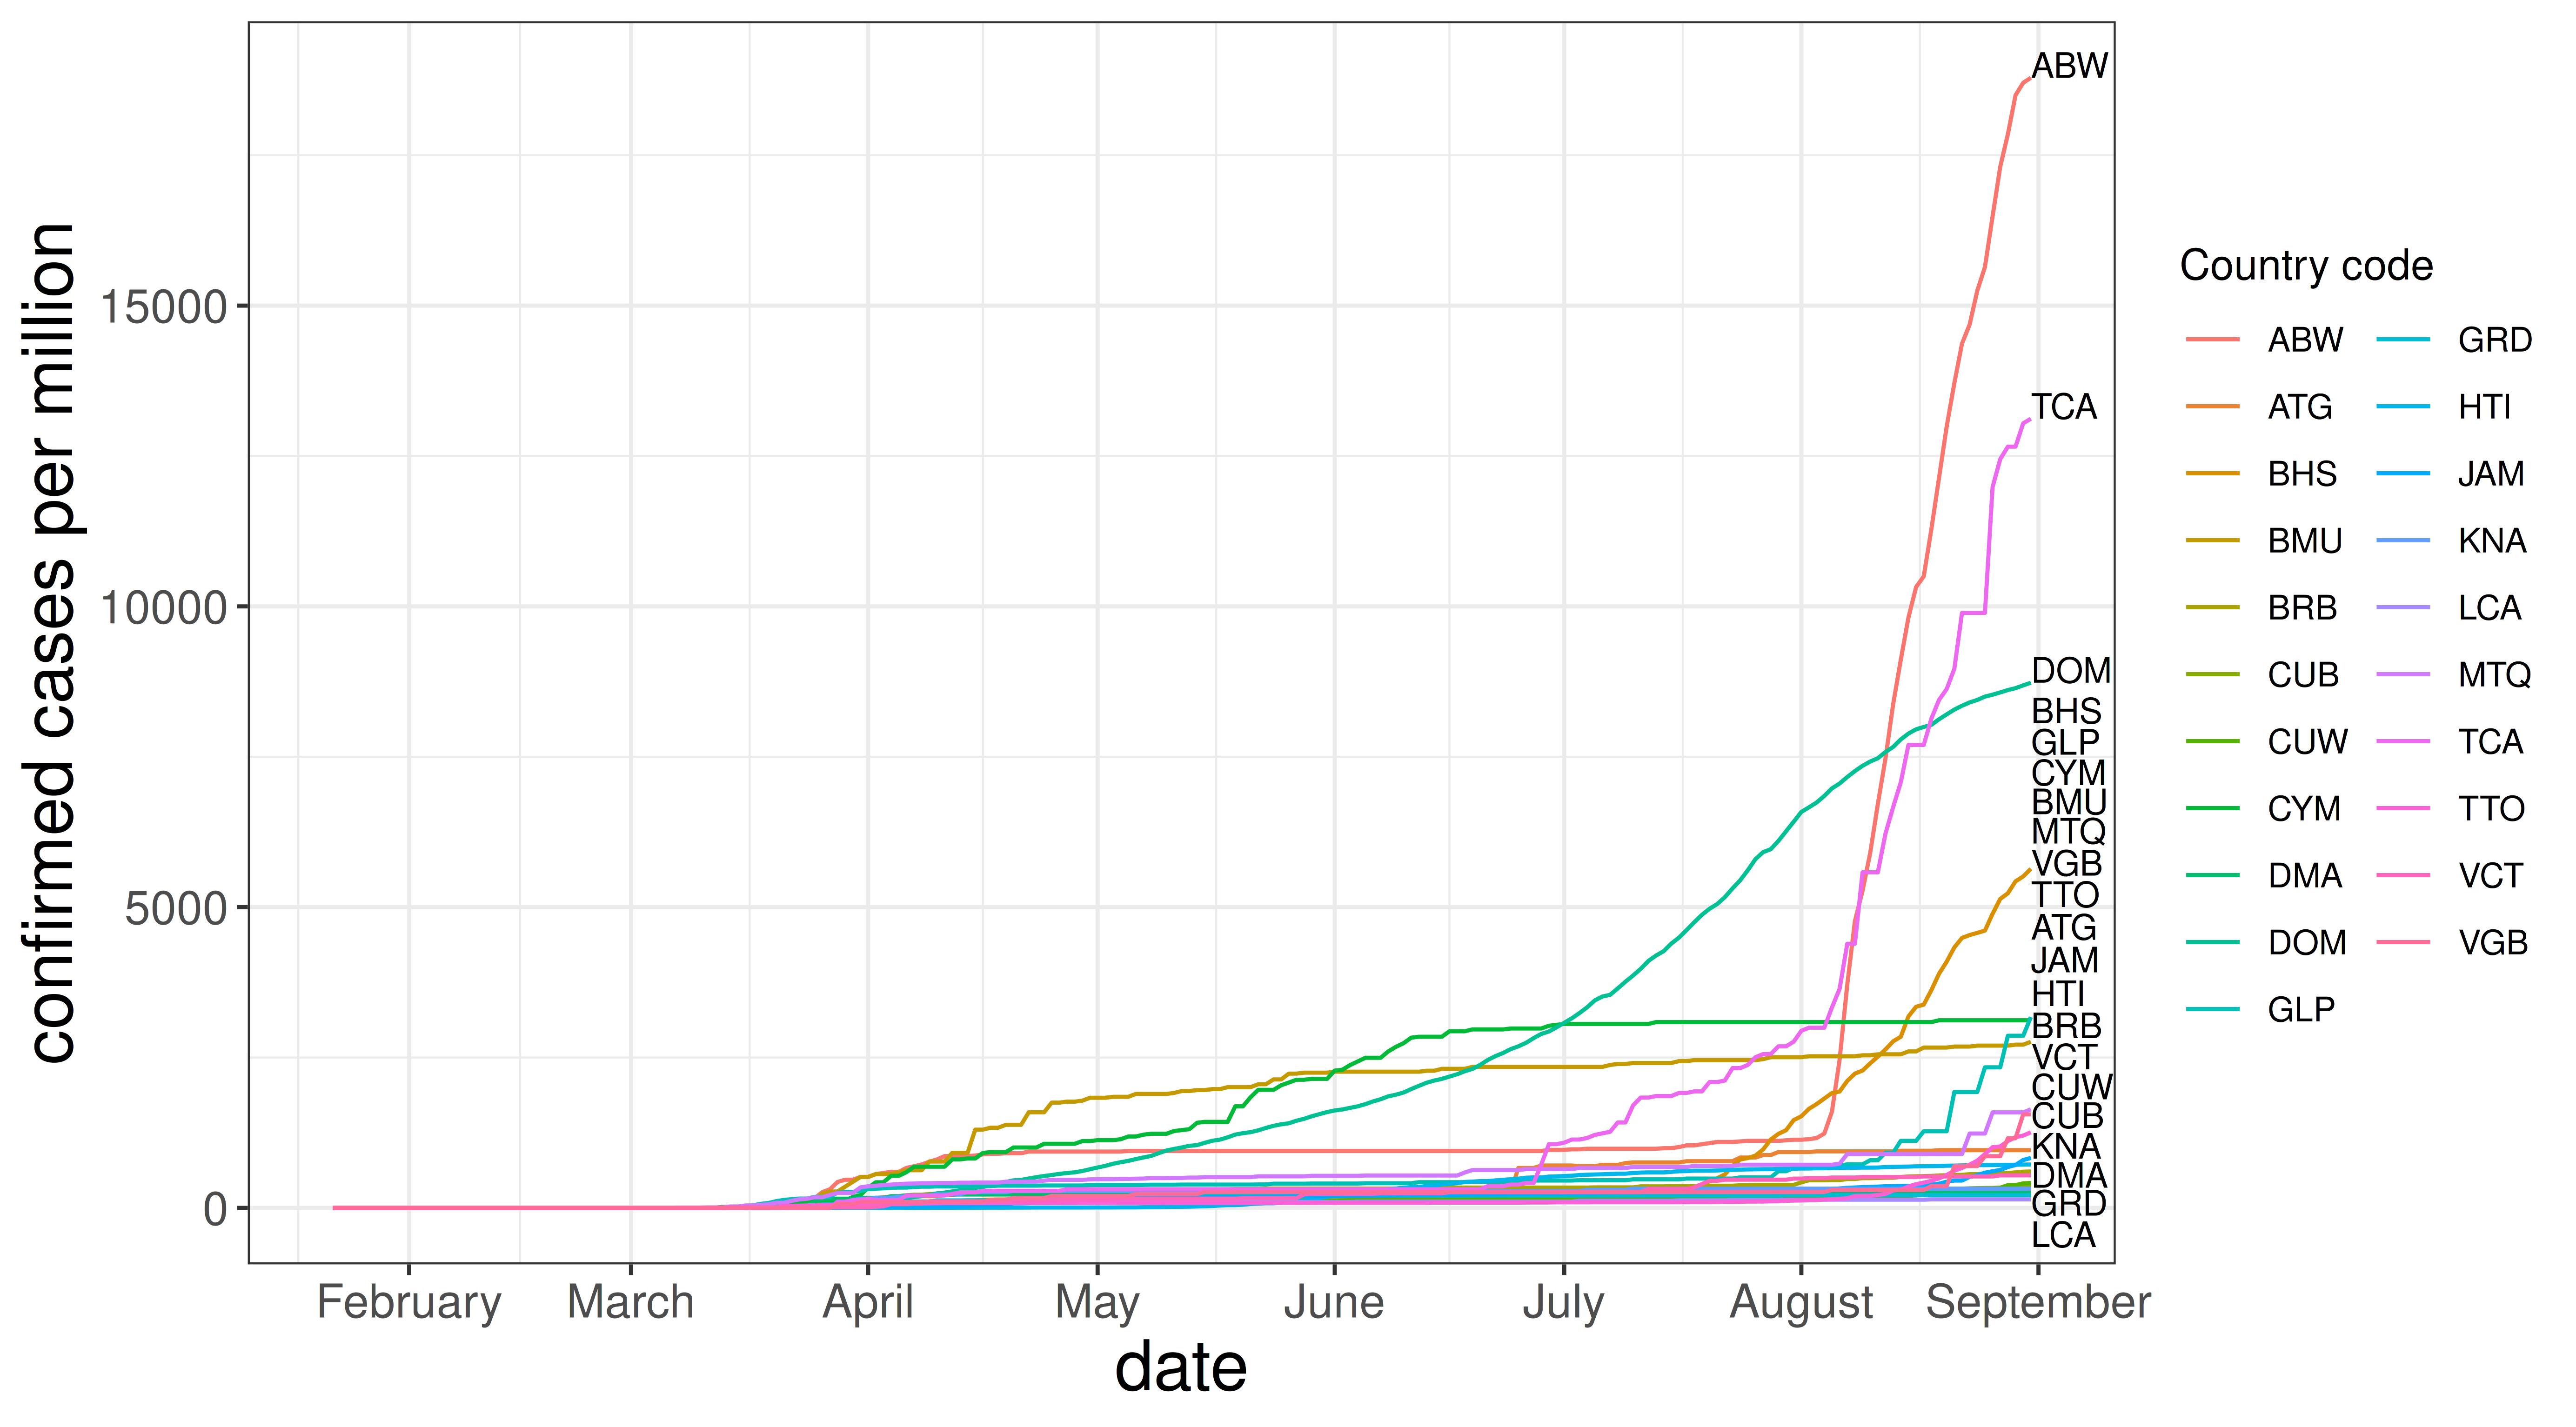 confirmed cases per million
15000
10000
5000
0
ABW
TCA
DOM
BHS
GLP
CYM
BMU
MTQ
VGB
TTO
ATG
JAM
HTI
BRB
VCT
CUW
CUB
KNA
DMA
GRD
LCA
February March April May June July August September
date
Country code
ABW GRD
ATG HTI
BHS JAM
BMU KNA
BRB LCA
CUB MTQ
CUW TCA
CYM TTO
DMA VCT
DOM VGB
GLP